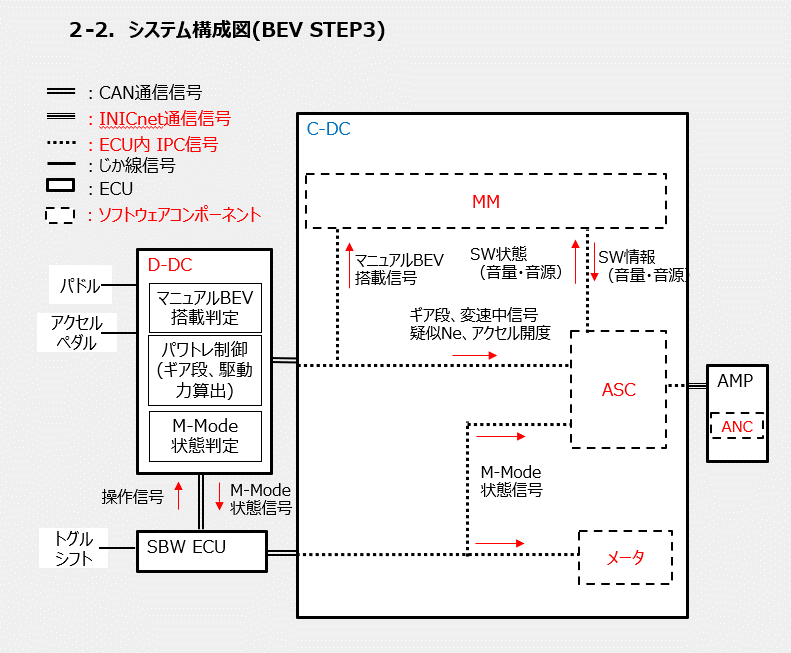 2-2. システム構成図(BEV STEP3)
：CAN通信信号
：INICnet通信信号
：ECU内 IPC信号
：じか線信号
：ECU
：ソフトウェアコンポーネント
C-DC
MM
マニュアルBEV
搭載信号
SW状態
（音量・音源）
SW情報
（音量・音源）
D-DC
マニュアルBEV
搭載判定
パワトレ制御
(ギア段、駆動
力算出)
M-Mode
状態判定
パドル
アクセル
ペダル
ギア段、変速中信号
疑似Ne、アクセル開度
ASC
AMP
ANC
M-Mode
状態信号
操作信号
M-Mode
状態信号
トグル
シフト
SBW ECU
メータ